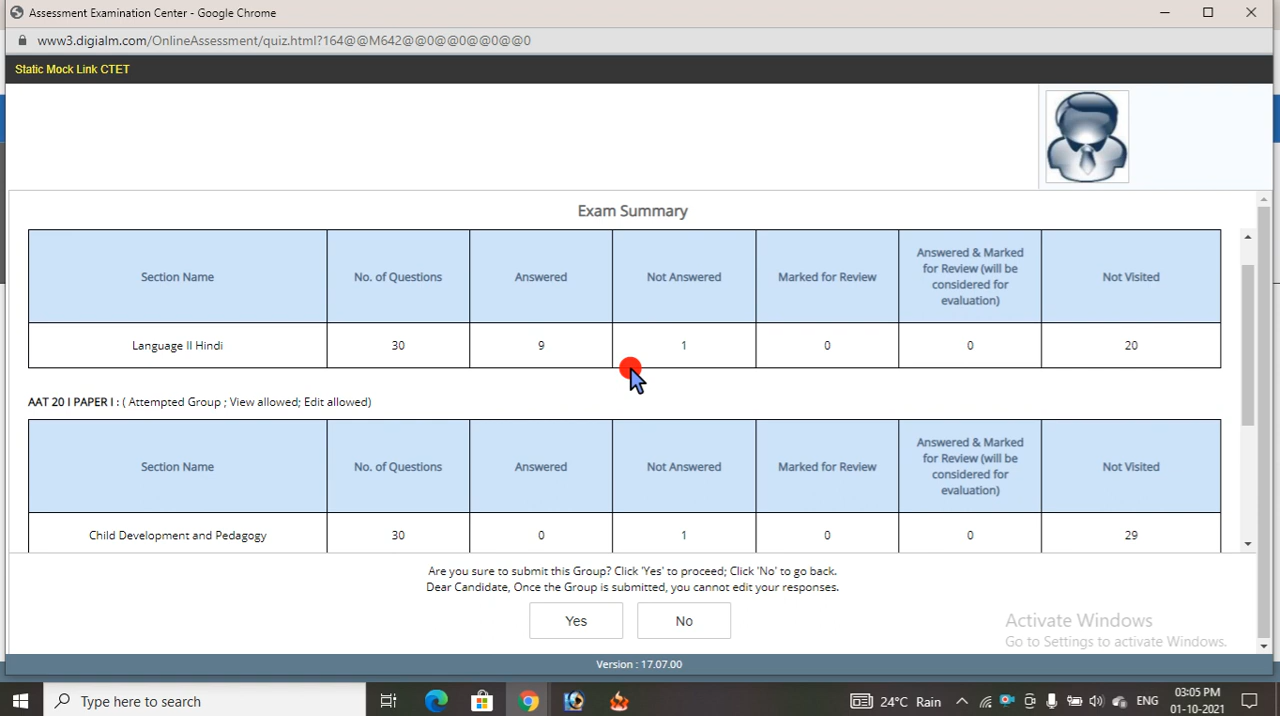 Assessment Examination Center - Google Chrome
www3.digialm.com/OnlineAssessment/quiz.html?164@@M642@@0@@0@@0@@0
Static Mock Link CTET
Exam Summary
Section Name No. of Questions Answered Not Answered Marked for Review Answered & Marked for Review (will be considered for evaluation) Not Visited
Language II Hindi 30 9 1 0 0 20
AAT 20 I PAPER I : ( Attempted Group ; View allowed; Edit allowed)
Section Name No. of Questions Answered Not Answered Marked for Review Answered & Marked for Review (will be considered for evaluation) Not Visited
Child Development and Pedagogy 30 0 1 0 0 29
Are you sure to submit this Group? Click 'Yes' to proceed; Click 'No' to go back.
Dear Candidate, Once the Group is submitted, you cannot edit your responses.
Yes No
Activate Windows
Go to Settings to activate Windows.
Version : 17.07.00
Type here to search 24°C Rain ENG 03:05 PM
01-10-2021